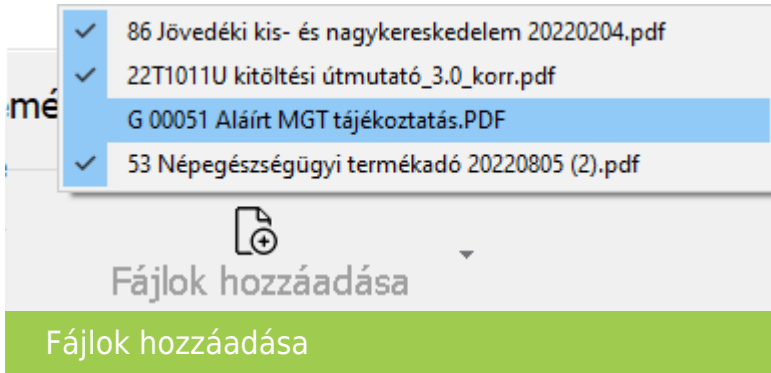 86 Jövedéki kis- és nagykereskedelem 20220204.pdf
22T1011U kitöltési útmutató_3.0_korr.pdf
G 00051 Aláírt MGT tájékoztatás.PDF
53 Népegészségügyi termékadó 20220805 (2).pdf
Fájlok hozzáadása
Fájlok hozzáadása